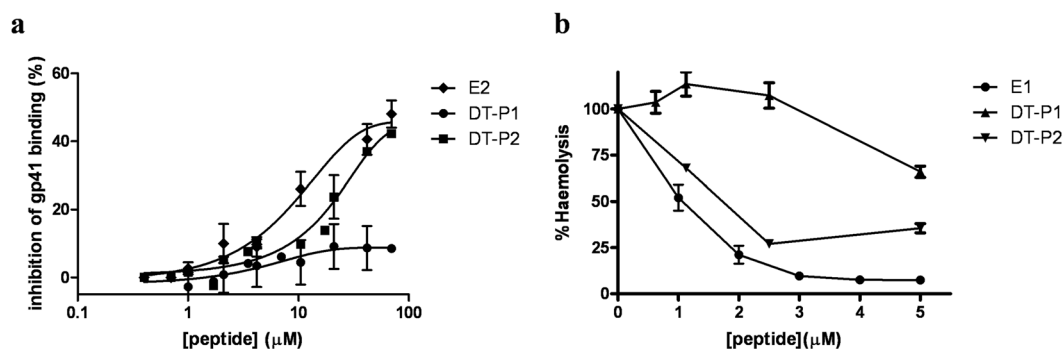 a
inhibition of gp41 binding (%)
60
40
20
0
0.1
1
10
100
[peptide] (μM)
E2
DT-P1
DT-P2
b
% Haemolysis
100
75
50
25
0
0
1
2
3
4
5
[peptide](μM)
E1
DT-P1
DT-P2